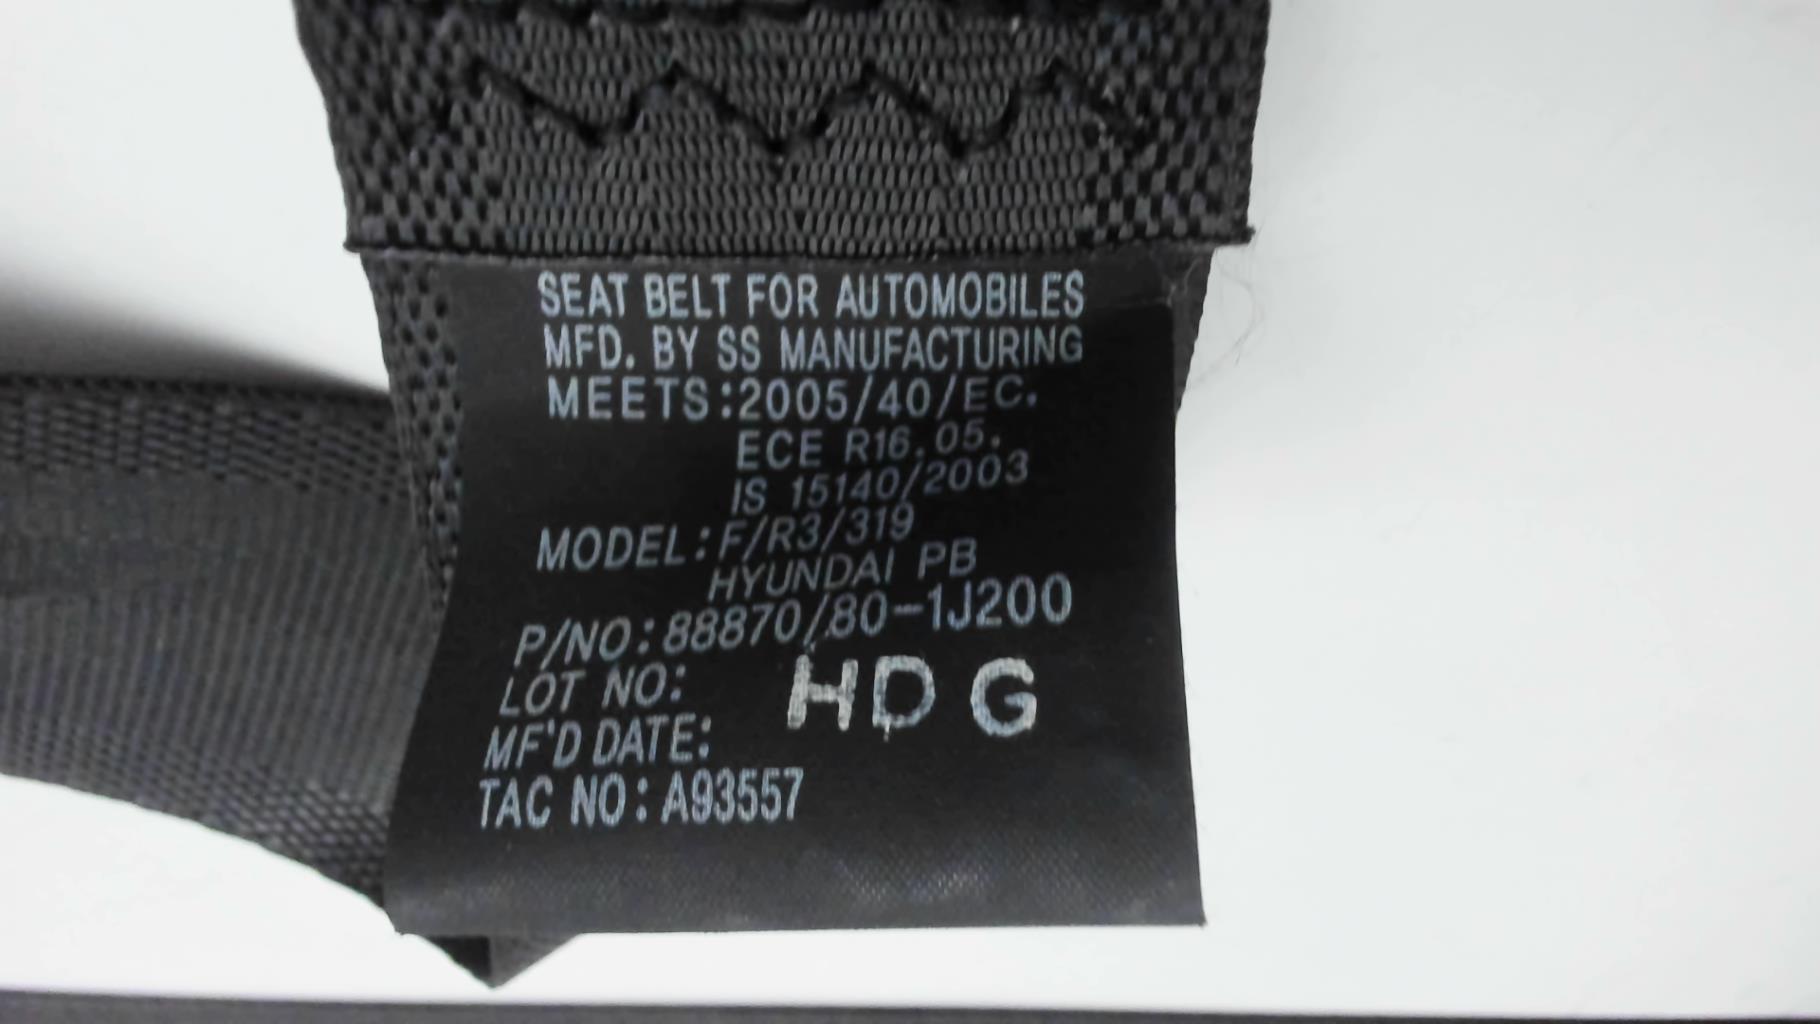 SEAT BELT FOR AUTOMOBILES
MFD. BY SS MANUFACTURING
MEETS:2005/40/EC.
ECE R16.05.
IS 15140/2003
MODEL:F/R3/319
HYUNDAI PB
P/NO:88870/80-1J200
LOT NO:
HDG
MF'D DATE:
TAC NO:A93557